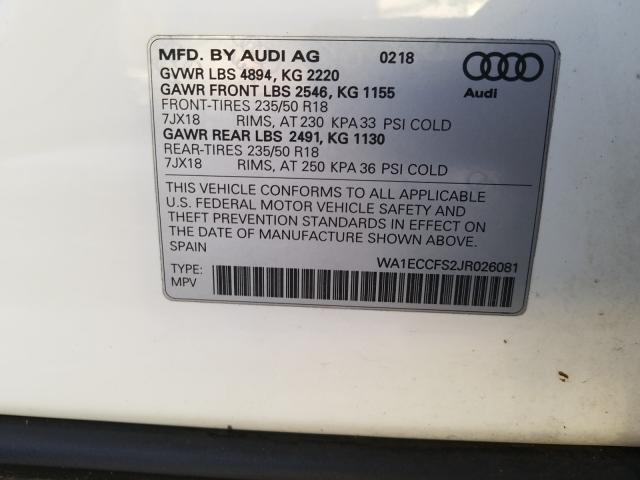 MFD. BY AUDI AG 0218
GVWR LBS 4894, KG 2220
GAWR FRONT LBS 2546, KG 1155
Audi
FRONT-TIRES 235/50 R18
7JX18 RIMS, AT 230 KPA 33 PSI COLD
GAWR REAR LBS 2491, KG 1130
REAR-TIRES 235/50 R18
7JX18 RIMS, AT 250 KPA 36 PSI COLD
THIS VEHICLE CONFORMS TO ALL APPLICABLE
U.S. FEDERAL MOTOR VEHICLE SAFETY AND
THEFT PREVENTION STANDARDS IN EFFECT ON
THE DATE OF MANUFACTURE SHOWN ABOVE.
SPAIN
WA1ECCFS2JR026081
TYPE:
MPV